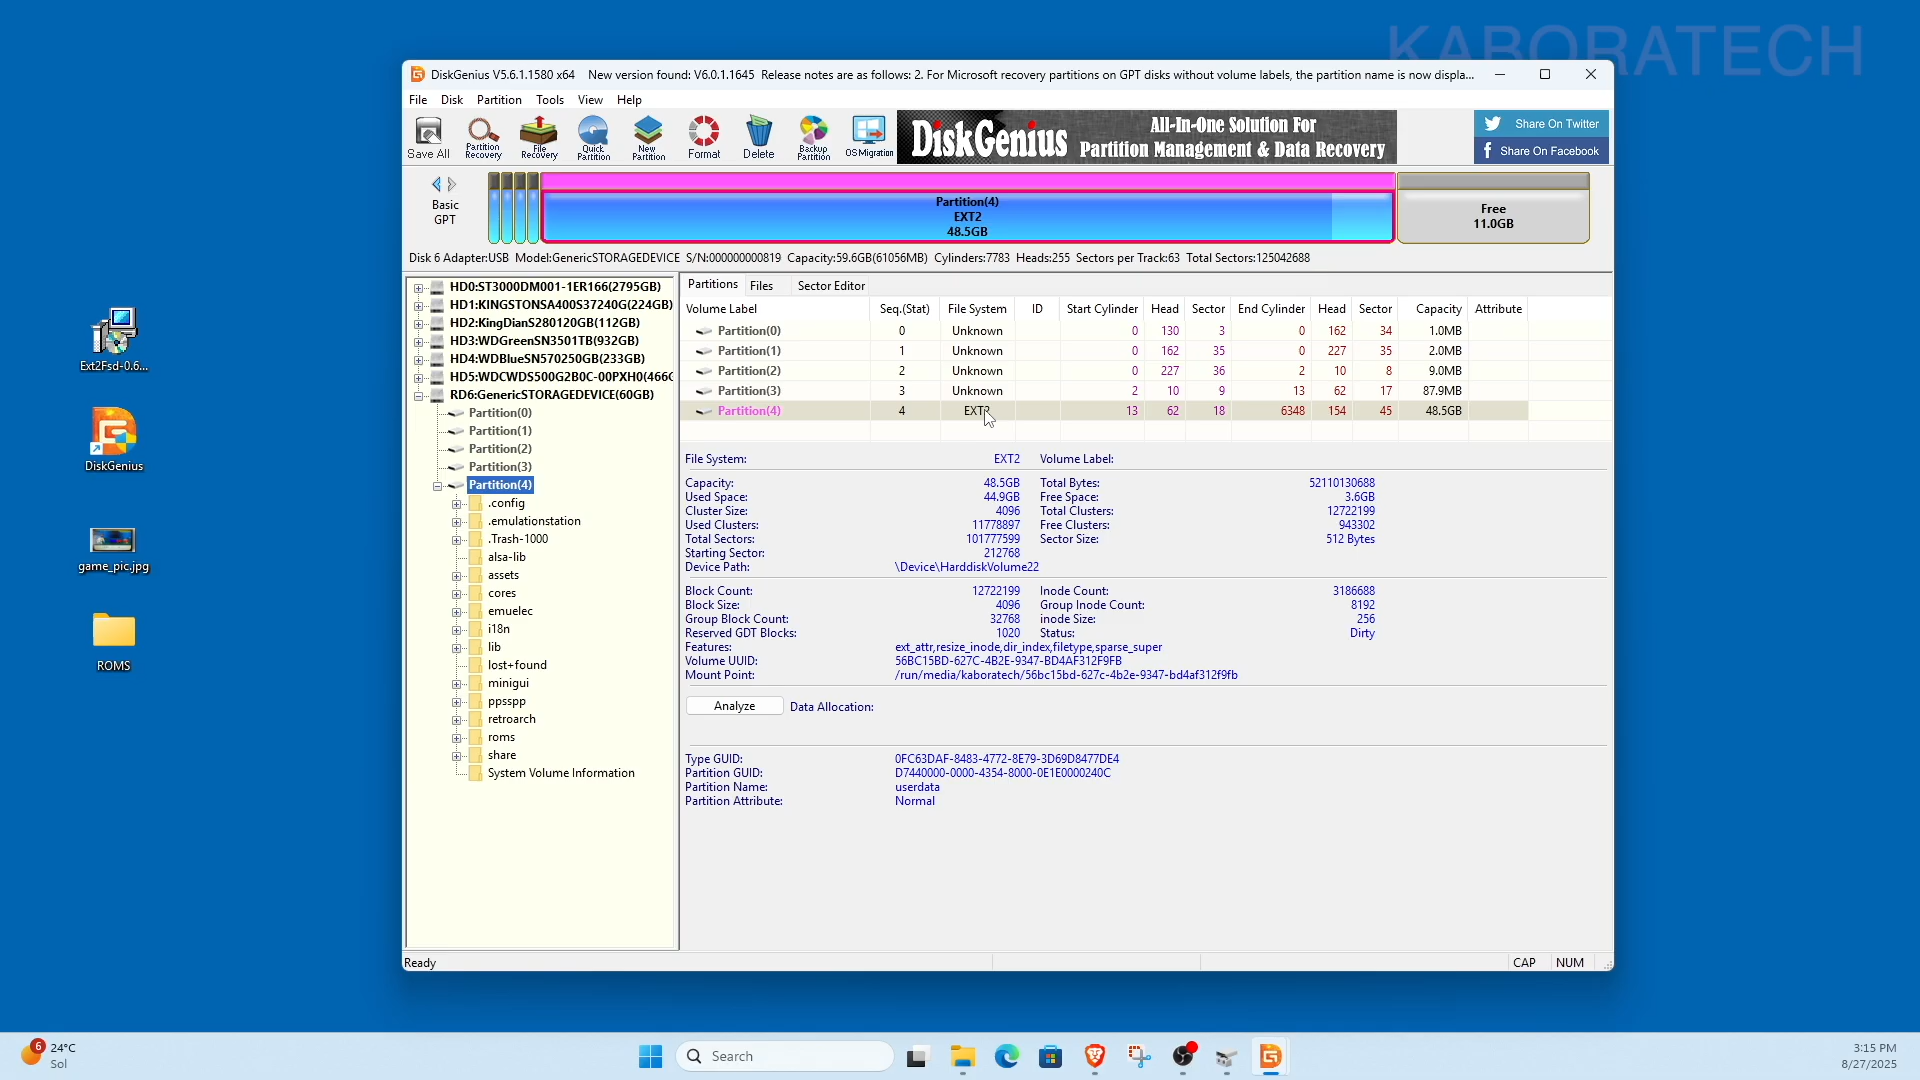 KABORATECH
DiskGenius V5.6.1.1580 x64 New version found: V6.0.1.1645 Release notes are as follows: 2. For Microsoft recovery partitions on GPT disks without volume labels, the partition name is now displa...
File Disk Partition Tools View Help
Save All
Partition Recovery
File Recovery
Quick Partition
New Partition
Format
Delete
Backup Partition
OS Migration
DiskGenius
All-In-One Solution For
Partition Management & Data Recovery
Share On Twitter
Share On Facebook
Basic
GPT
Partition(4)
EXT2
48.5GB
Free
11.0GB
Disk 6 Adapter:USB Model:GenericSTORAGEDEVICE S/N:000000000819 Capacity:59.6GB(61056MB) Cylinders:7783 Heads:255 Sectors per Track:63 Total Sectors:125042688
HD0:ST3000DM001-1ER166(2795GB)
HD1:KINGSTONSA400S37240G(224GB)
HD2:KingDianS280120GB(112GB)
HD3:WDGreenSN3501TB(932GB)
HD4:WDBlueSN570250GB(233GB)
HD5:WDCWDS500G2B0C-00PXH0(466G
RD6:GenericSTORAGEDEVICE(60GB)
Partition(0)
Partition(1)
Partition(2)
Partition(3)
Partition(4)
.config
.emulationstation
.Trash-1000
alsa-lib
assets
cores
emuelec
i18n
lib
lost+found
minigui
ppsspp
retroarch
roms
share
System Volume Information
Partitions Files Sector Editor
Volume Label Seq.(Stat) File System ID Start Cylinder Head Sector End Cylinder Head Sector Capacity Attribute
Partition(0) 0 Unknown 0 130 3 0 162 34 1.0MB
Partition(1) 1 Unknown 0 162 35 0 227 35 2.0MB
Partition(2) 2 Unknown 0 227 36 2 10 8 9.0MB
Partition(3) 3 Unknown 2 10 9 13 62 17 87.9MB
Partition(4) 4 EXT2 13 62 18 6348 154 45 48.5GB
File System: EXT2 Volume Label:
Capacity: 48.5GB Total Bytes: 52110130688
Used Space: 44.9GB Free Space: 3.6GB
Cluster Size: 4096 Total Clusters: 12722199
Used Clusters: 11778897 Free Clusters: 943302
Total Sectors: 101777599 Sector Size: 512 Bytes
Starting Sector: 212768
Device Path: \Device\HarddiskVolume22
Block Count: 12722199 Inode Count: 3186688
Block Size: 4096 Group Inode Count: 8192
Group Block Count: 32768 inode Size: 256
Reserved GDT Blocks: 1020 Status: Dirty
Features: ext_attr,resize_inode,dir_index,filetype,sparse_super
Volume UUID: 56BC15BD-627C-4B2E-9347-BD4AF312F9FB
Mount Point: /run/media/kaboratech/56bc15bd-627c-4b2e-9347-bd4af312f9fb
Analyze Data Allocation:
Type GUID: 0FC63DAF-8483-4772-8E79-3D69D8477DE4
Partition GUID: D7440000-0000-4354-8000-0E1E0000240C
Partition Name: userdata
Partition Attribute: Normal
Ready CAP NUM
Ext2Fsd-0.6...
DiskGenius
game_pic.jpg
ROMS
6
24°C
Sol
Search
3:15 PM
8/27/2025